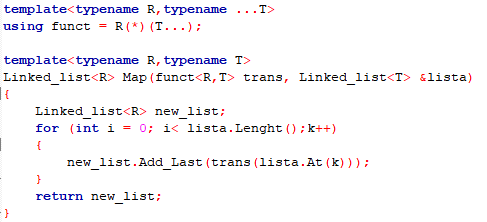 template<typename R,typename ...T>
using funct = R(*)(T...);
template<typename R,typename T>
Linked_list<R> Map(funct<R,T> trans, Linked_list<T> &lista)
{
Linked_list<R> new_list;
for (int i = 0; i< lista.Lenght();k++)
{
new_list.Add_Last(trans(lista.At(k)));
}
return new_list;
}